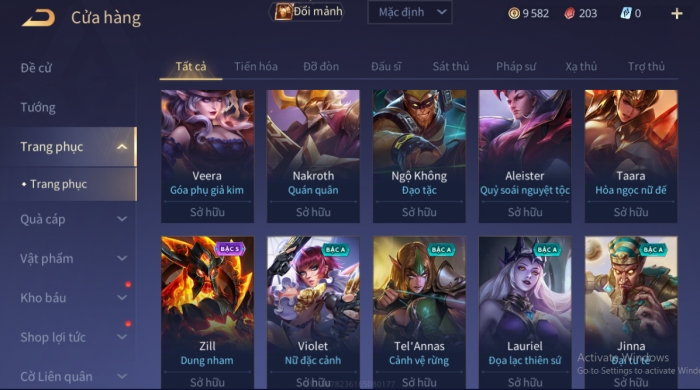 Cửa hàng
Đổi mảnh
Mặc định
9 582
203
0
Đề cử
Tướng
Trang phục
• Trang phục
Quà cáp
Vật phẩm
Kho báu
Shop lợi tức
Cờ Liên quân
Tất cả Tiến hóa Đỡ đòn Đấu sĩ Sát thủ Pháp sư Xạ thủ Trợ thủ
Veera
Góa phụ giả kim
Sở hữu
Nakroth
Quán quân
Sở hữu
Ngộ Không
Đạo tặc
Sở hữu
Aleister
Quỷ soái nguyệt tộc
Sở hữu
Taara
Hỏa ngọc nữ đế
Sở hữu
BẬC S
Zill
Dung nham
Sở hữu
BẬC A
Violet
Nữ đặc cảnh
Sở hữu
BẬC A
Tel'Annas
Cảnh vệ rừng
Sở hữu
BẬC A
Lauriel
Đọa lạc thiên sứ
Sở hữu
BẬC A
Jinna
Đại tư tế
Sở hữu
Activate Windows
Go to Settings to activate Wind